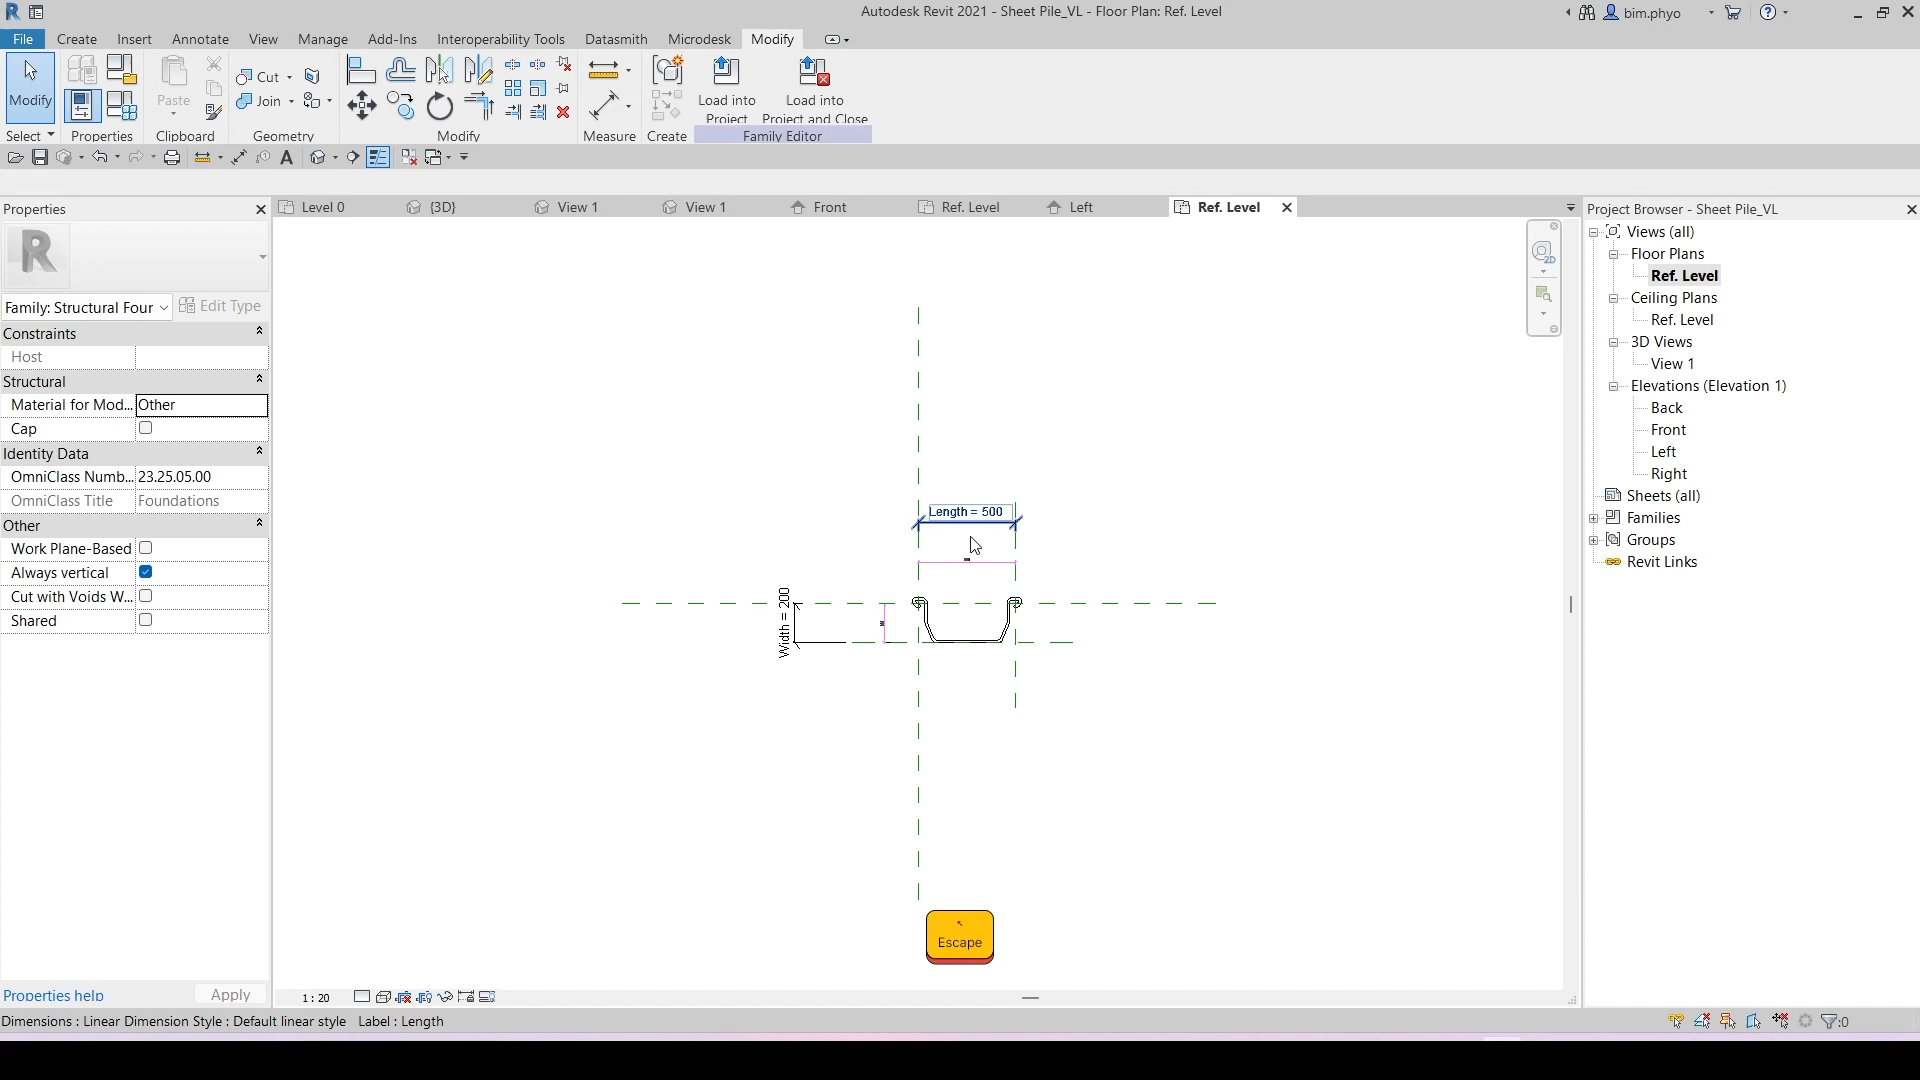 Autodesk Revit 2021 - Sheet Pile_VL - Floor Plan: Ref. Level
bim.phyo
File Create Insert Annotate View Manage Add-Ins Interoperability Tools Datasmith Microdesk Modify
Modify
Paste
Cut
Join
Load into
Project
Load into
Project and Close
Select Properties Clipboard Geometry Modify Measure Create Family Editor
Properties
Level 0 {3D} View 1 View 1 Front Ref. Level Left Ref. Level
Project Browser - Sheet Pile_VL
R
Family: Structural Four
Edit Type
Constraints
Host
Structural
Material for Mod... Other
Cap
Identity Data
OmniClass Numb... 23.25.05.00
OmniClass Title Foundations
Other
Work Plane-Based
Always vertical
Cut with Voids W...
Shared
Properties help
Apply
Length = 500
Width = 200
Escape
2D
Views (all)
Floor Plans
Ref. Level
Ceiling Plans
Ref. Level
3D Views
View 1
Elevations (Elevation 1)
Back
Front
Left
Right
Sheets (all)
Families
Groups
Revit Links
1 : 20
Dimensions : Linear Dimension Style : Default linear style Label : Length
:0